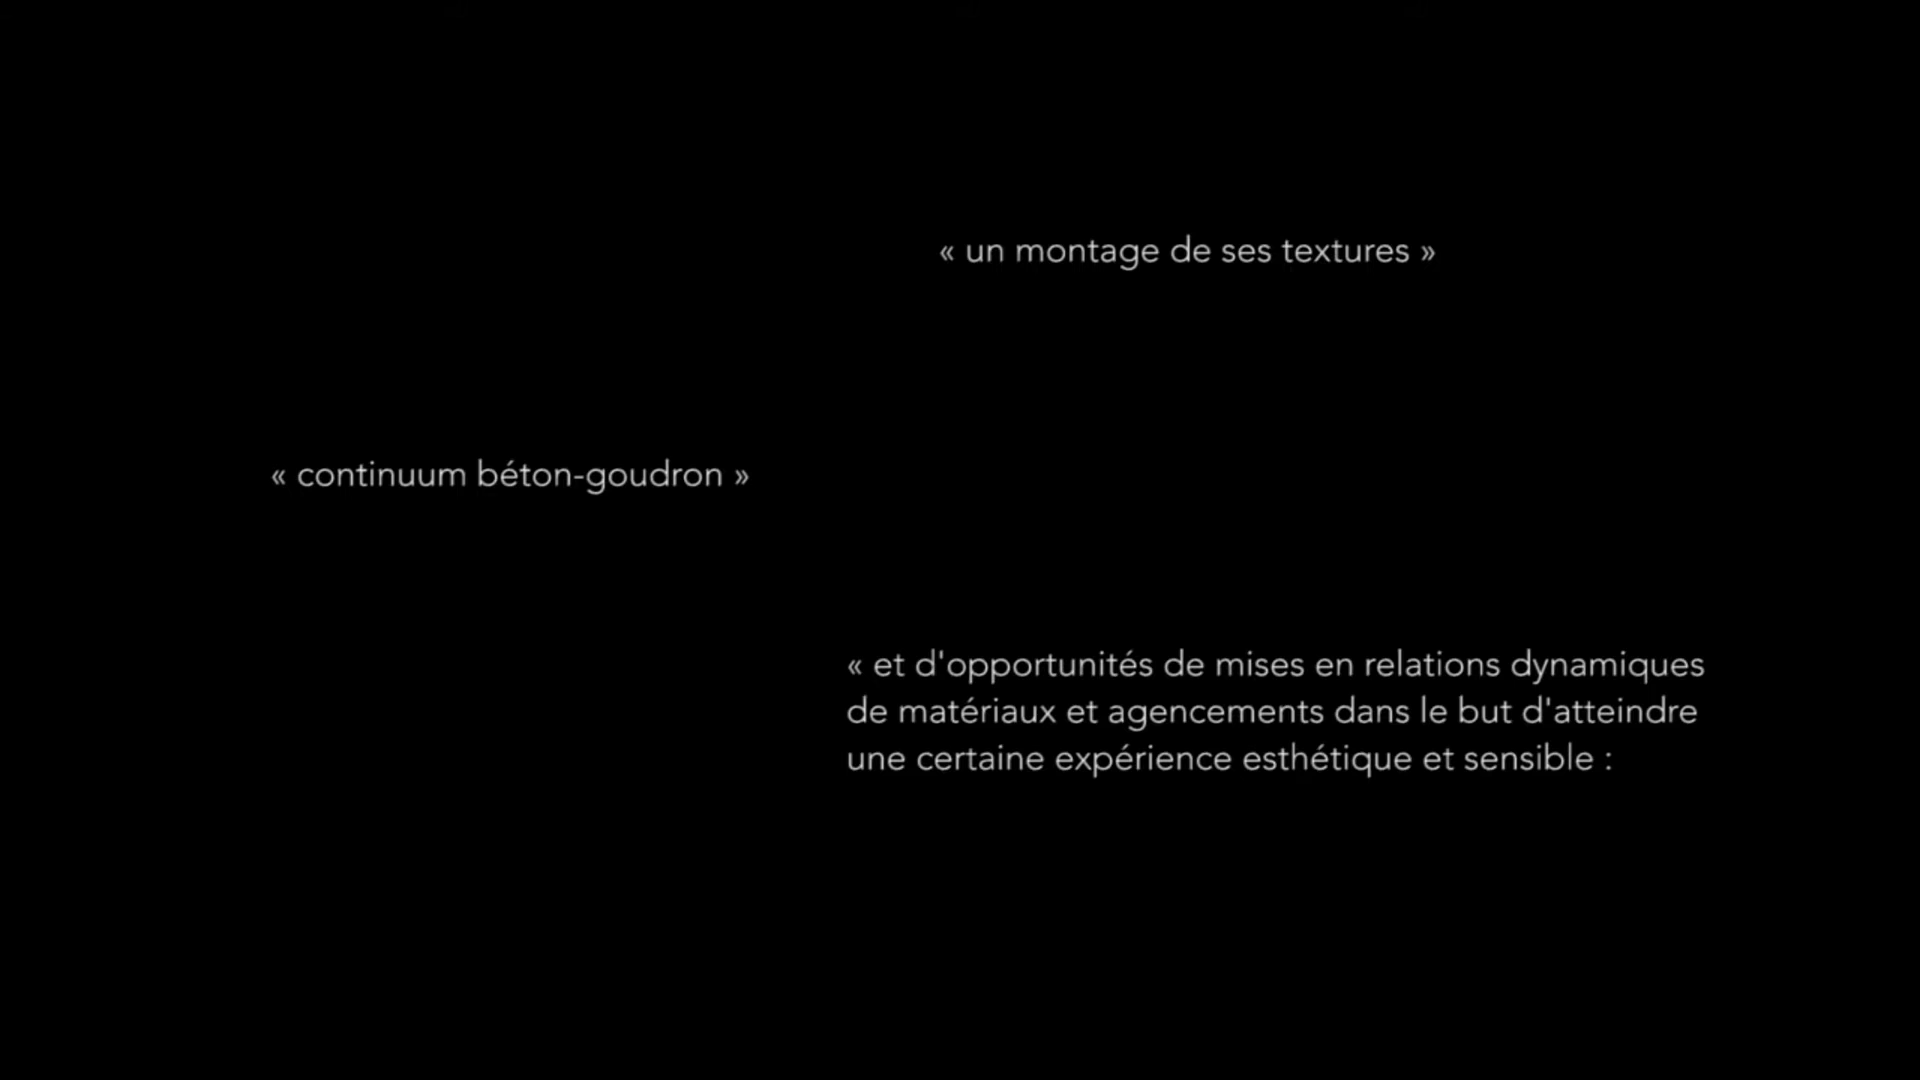 « un montage de ses textures »
« continuum béton-goudron »
« et d'opportunités de mises en relations dynamiques
de matériaux et agencements dans le but d'atteindre
une certaine expérience esthétique et sensible :